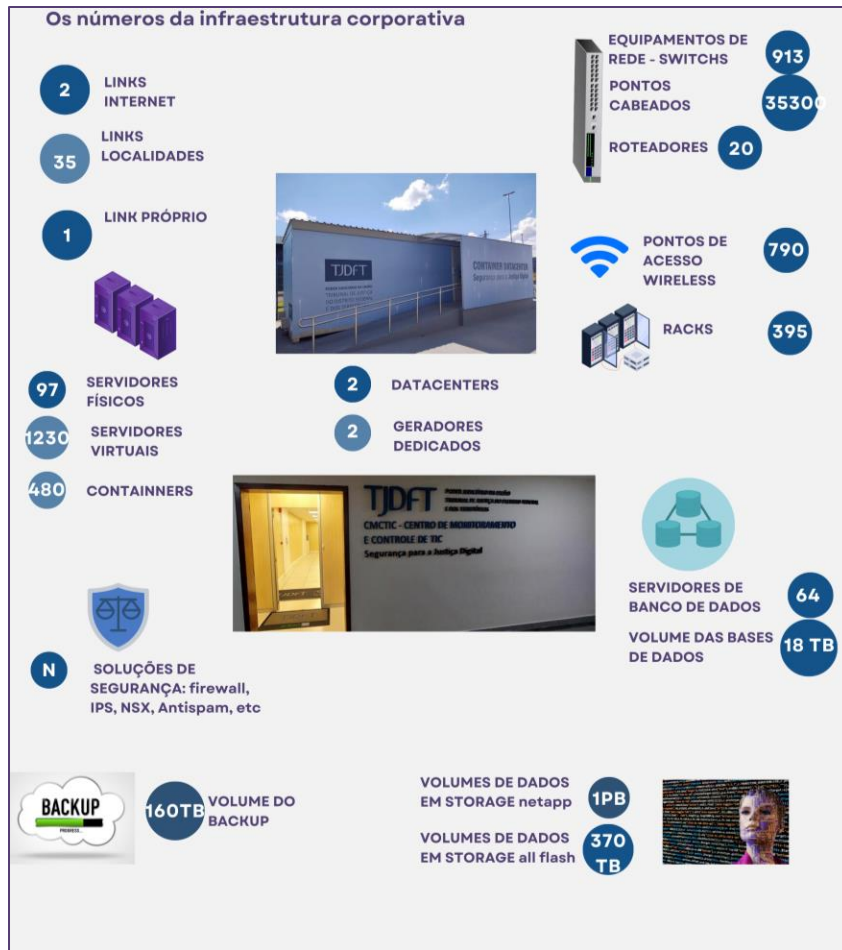 Os números da infraestrutura corporativa
2
LINKS
INTERNET
35
LINKS
LOCALIDADES
1
LINK PRÓPRIO
EQUIPAMENTOS DE
REDE - SWITCHS
913
PONTOS
CABEADOS
35300
ROTEADORES
20
TJDFT
CONTAINER DATACENTER
Segurança para a Justiça Digital
PONTOS DE
ACESSO
WIRELESS
790
RACKS
395
97
SERVIDORES
FÍSICOS
1230
SERVIDORES
VIRTUAIS
480
CONTAINNERS
2
DATACENTERS
2
GERADORES
DEDICADOS
TJDFT
CMCTIC - CENTRO DE MONITORAMENTO
E CONTROLE DE TIC
Segurança para a Justiça Digital
SERVIDORES DE
BANCO DE DADOS
64
VOLUME DAS BASES
DE DADOS
18 TB
N
SOLUÇÕES DE
SEGURANÇA: firewall,
IPS, NSX, Antispam, etc
BACKUP
PROGRESS...
160TB
VOLUME DO
BACKUP
VOLUMES DE DADOS
EM STORAGE netapp
1PB
VOLUMES DE DADOS
EM STORAGE all flash
370
TB